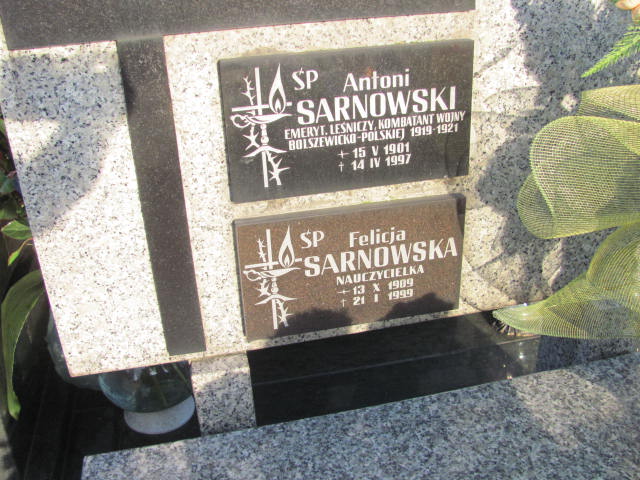 ŚP Antoni
SARNOWSKI
EMERYT. LEŚNICZY, KOMBATANT WOJNY
BOLSZEWICKO-POLSKIEJ 1919-1921
15 V 1901
† 14 IV 1997
ŚP Felicja
SARNOWSKA
NAUCZYCIELKA
13 X 1909
† 21 I 1999